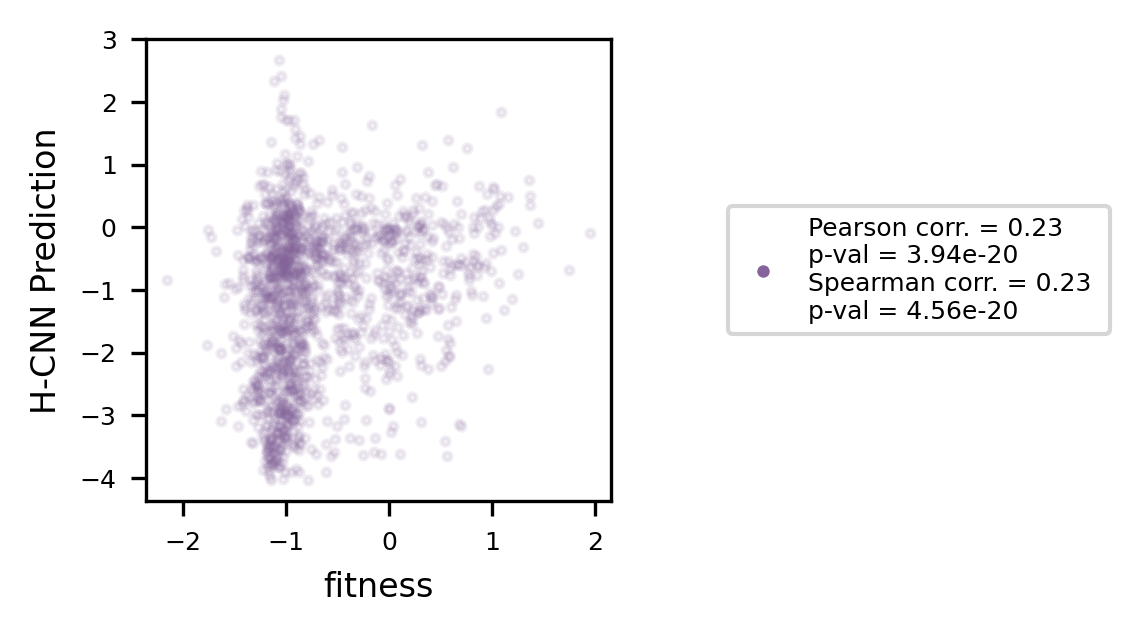 3
2
1
0
−1
−2
−3
−4
H-CNN Prediction
−2
−1
0
1
2
fitness
Pearson corr. = 0.23
p-val = 3.94e-20
Spearman corr. = 0.23
p-val = 4.56e-20